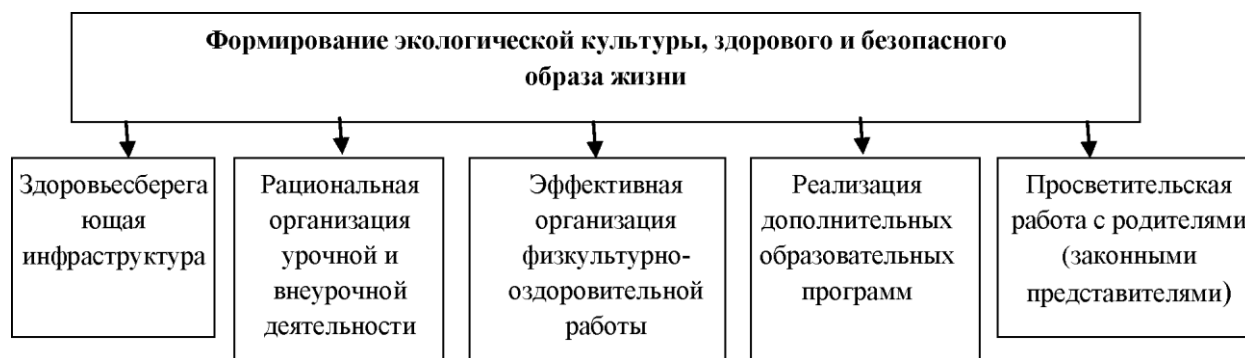 Формирование экологической культуры, здорового и безопасного
образа жизни
Здоровьесберега
ющая
инфраструктура
Рациональная
организация
урочной и
внеурочной
деятельности
Эффективная
организация
физкультурно-
оздоровительной
работы
Реализация
дополнительных
образовательных
программ
Просветительская
работа с родителями
(законными
представителями)